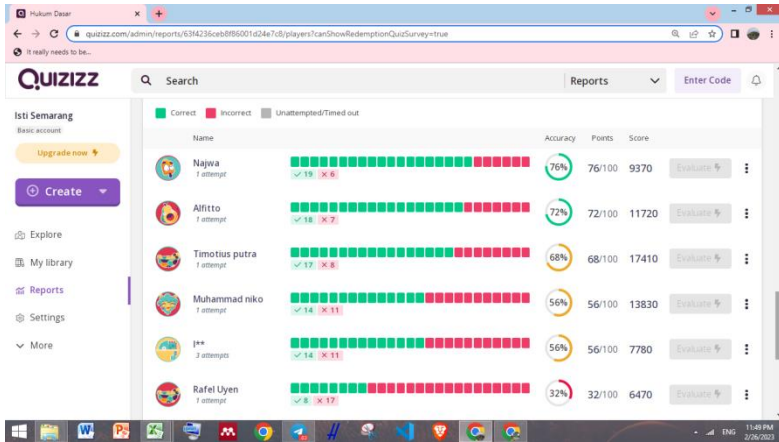 Hukum Dasar
quizizz.com/admin/reports/63f4236ceb8f86001d24e7c8/players?canShowRedemptionQuizSurvey=true
It really needs to be...
QUIZIZZ
Search
Reports
Enter Code
Isti Semarang
Basic account
Upgrade now
Create
Explore
My library
Reports
Settings
More
Correct Incorrect Unattempted/Timed out
Name Accuracy Points Score
Najwa
1 attempt
✓ 19 × 6
76% 76/100 9370 Evaluate
Alfitto
1 attempt
✓ 18 × 7
72% 72/100 11720 Evaluate
Timotius putra
1 attempt
✓ 17 × 8
68% 68/100 17410 Evaluate
Muhammad niko
1 attempt
✓ 14 × 11
56% 56/100 13830 Evaluate
3 attempts
✓ 14 × 11
56% 56/100 7780 Evaluate
Rafel Uyen
1 attempt
✓ 8 × 17
32% 32/100 6470 Evaluate
ENG
11:49 PM
2/26/2023